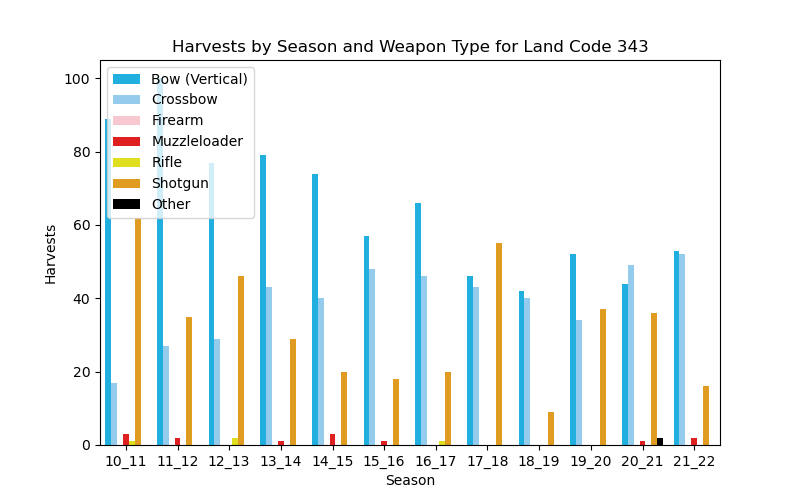 Harvests by Season and Weapon Type for Land Code 343
100
80
60
40
20
0
Harvests
Bow (Vertical)
Crossbow
Firearm
Muzzleloader
Rifle
Shotgun
Other
10_11 11_12 12_13 13_14 14_15 15_16 16_17 17_18 18_19 19_20 20_21 21_22
Season